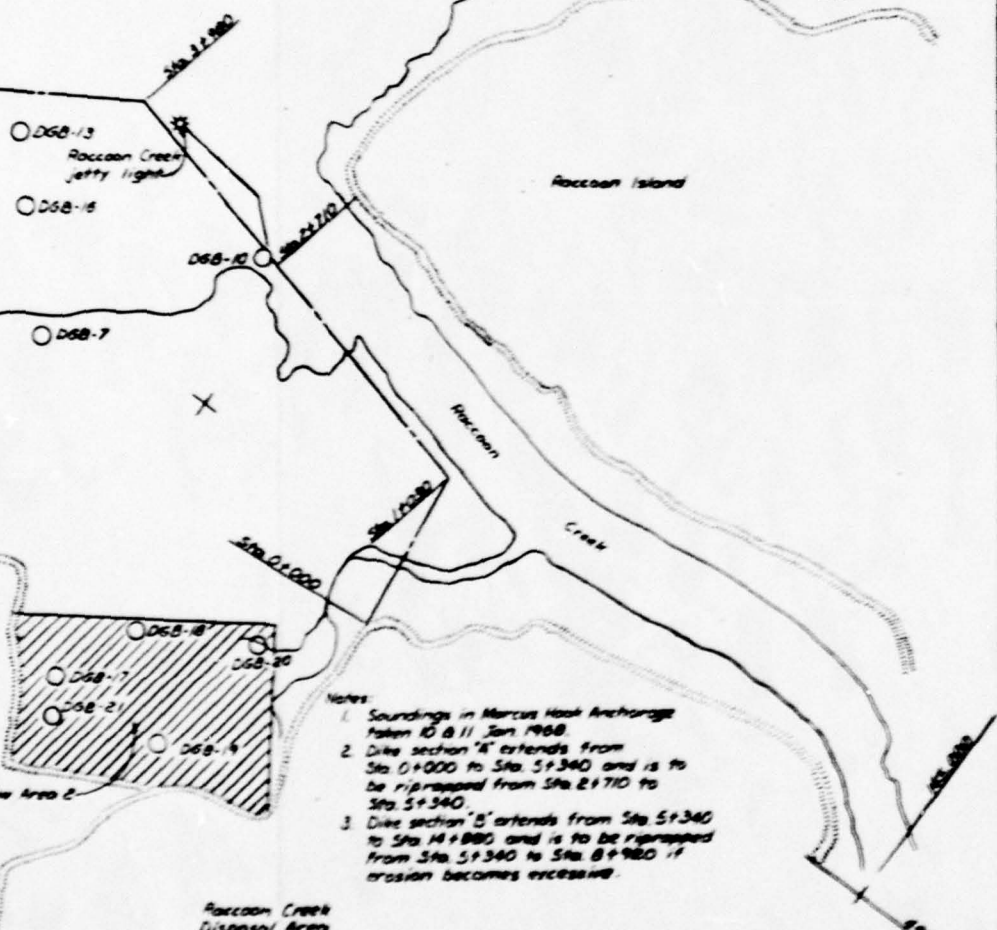 Sta. 3+980
DGB-13
Raccoon Creek
jetty light
DGB-16
Raccoon Island
Sta. 2+710
DGB-10
DGB-7
Raccoon
Creek
Sta. 1+030
Sta. 0+000
DGB-18
DGB-20
DGB-17
DGB-21
DGB-19
Area 2
Notes:
1. Soundings in Marcus Hook Anchorage
taken 10 & 11 Jan. 1968.
2. Dike section "A" extends from
Sta. 0+000 to Sta. 5+340 and is to
be riprapped from Sta. 2+710 to
Sta. 5+340.
3. Dike section "B" extends from Sta. 5+340
to Sta. 14+880 and is to be riprapped
from Sta. 5+340 to Sta. 8+920 if
erosion becomes excessive.
Raccoon Creek
Disposal Area